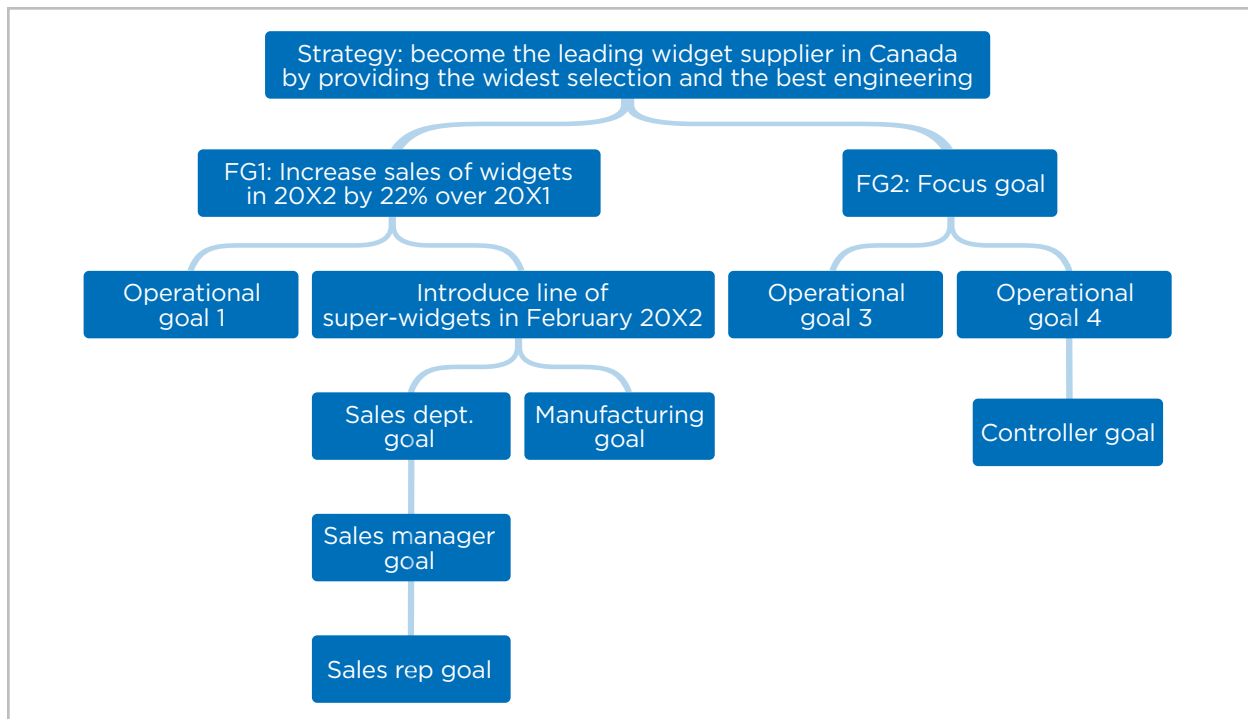 Strategy: become the leading widget supplier in Canada
by providing the widest selection and the best engineering
FG1: Increase sales of widgets
in 20X2 by 22% over 20X1
FG2: Focus goal
Operational
goal 1
Introduce line of
super-widgets in February 20X2
Operational
goal 3
Operational
goal 4
Sales dept.
goal
Manufacturing
goal
Controller goal
Sales manager
goal
Sales rep goal